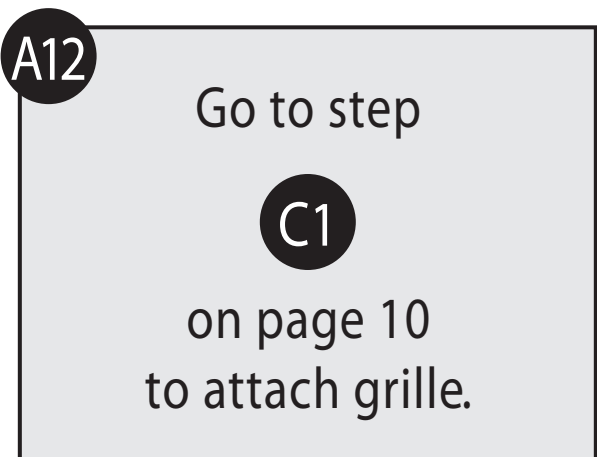 A12
Go to step
C1
on page 10
to attach grille.